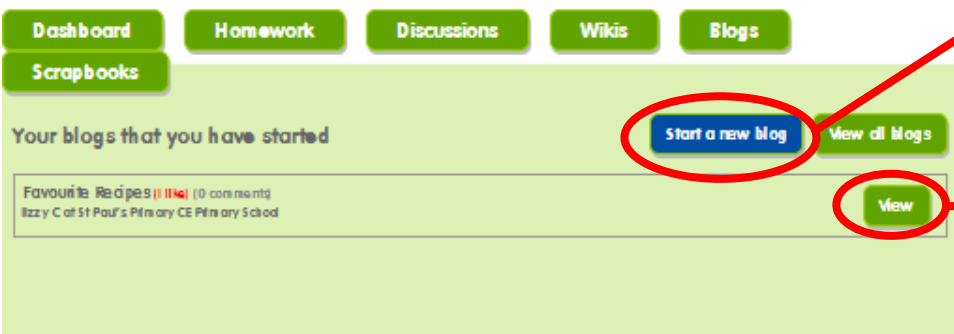 Dashboard Homework Discussions Wikis Blogs
Scrapbooks
Your blogs that you have started Start a new blog View all blogs
Favourite Recipes (1 like) (0 comments)
Izzy C at St Paul's Primary CE Primary School View